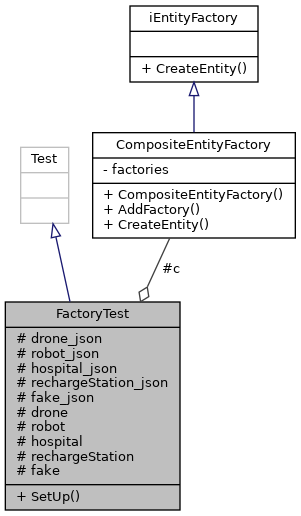 iEntityFactory
+ CreateEntity()
CompositeEntityFactory
- factories
+ CompositeEntityFactory()
+ AddFactory()
+ CreateEntity()
Test
#c
FactoryTest
# drone_json
# robot_json
# hospital_json
# rechargeStation_json
# fake_json
# drone
# robot
# hospital
# rechargeStation
# fake
+ SetUp()